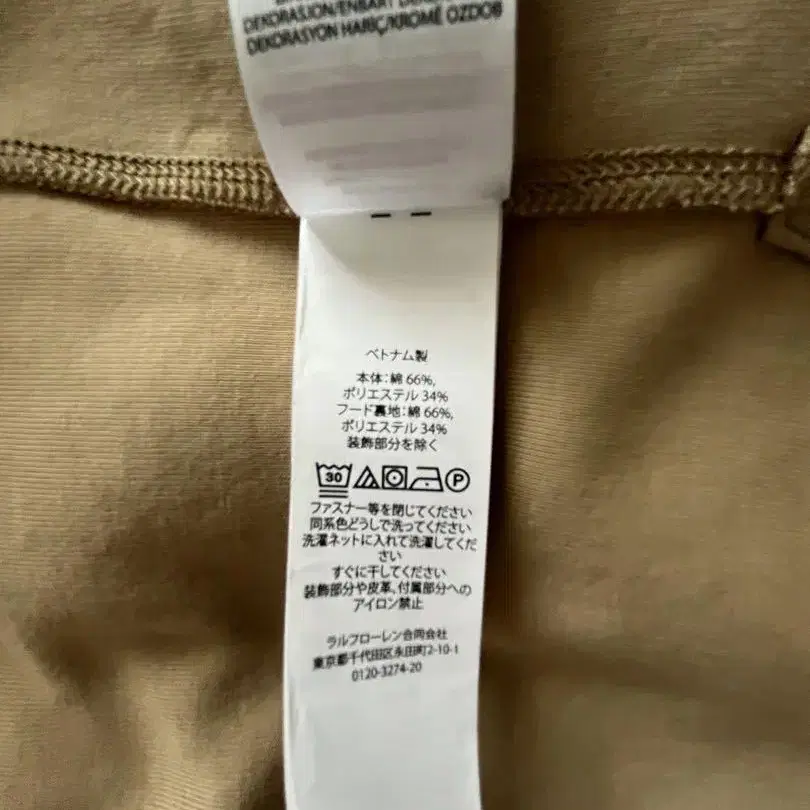 DEKORASJON/ENBART
DEKORASYON HARİÇ/KROMĚ OZDOB
ベトナム製
本体：綿 66%,
ポリエステル 34%
フード裏地：綿 66%,
ポリエステル 34%
装飾部分を除く
30 P
ファスナー等を閉じてください
同系色どうしで洗ってください
洗濯ネットに入れて洗濯してくだ
さい
すぐに干してください
装飾部分や皮革、付属部分への
アイロン禁止
ラルフローレン合同会社
東京都千代田区永田町2-10-1
0120-3274-20